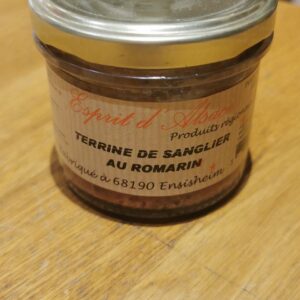 Esprit d'Alsace
Produits régionaux
TERRINE DE SANGLIER
AU ROMARIN
Fabriqué à 68190 Ensisheim